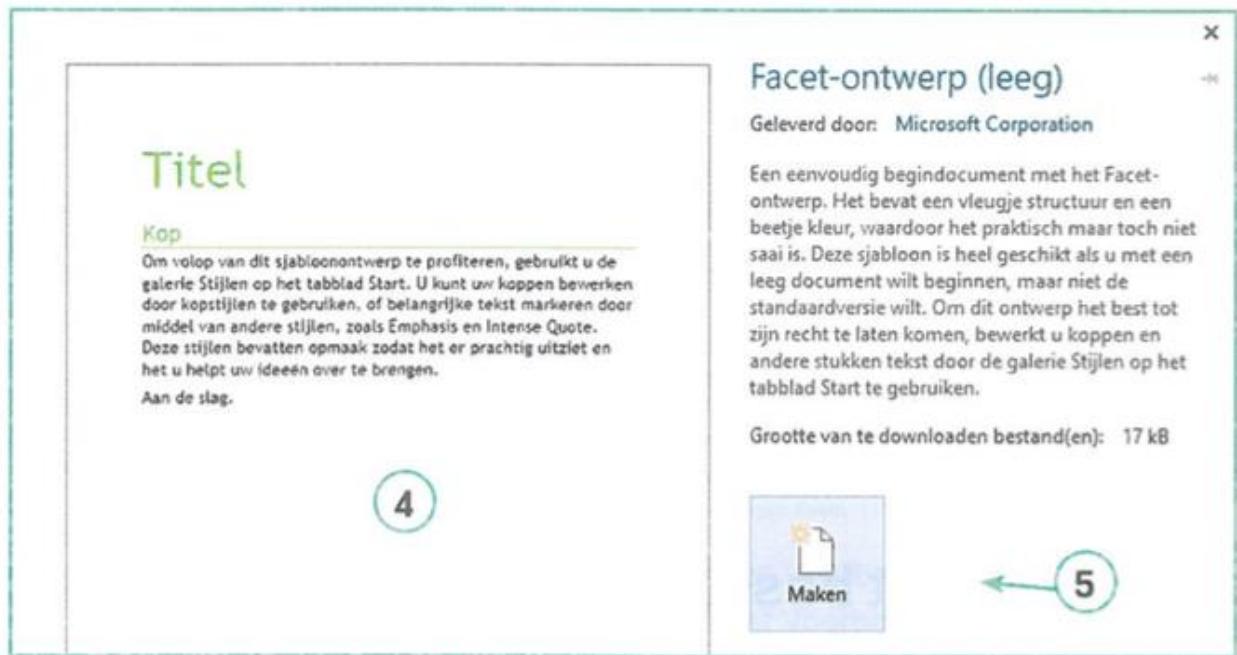 Titel
Kop
Om volop van dit sjabloonontwerp te profiteren, gebruikt u de
galerie Stijlen op het tabblad Start. U kunt uw koppen bewerken
door kopstijlen te gebruiken, of belangrijke tekst markeren door
middel van andere stijlen, zoals Emphasis en Intense Quote.
Deze stijlen bevatten opmaak zodat het er prachtig uitziet en
het u helpt uw ideeën over te brengen.
Aan de slag.
4
Facet-ontwerp (leeg)
Geleverd door: Microsoft Corporation
Een eenvoudig begindocument met het Facet-
ontwerp. Het bevat een vleugje structuur en een
beetje kleur, waardoor het praktisch maar toch niet
saai is. Deze sjabloon is heel geschikt als u met een
leeg document wilt beginnen, maar niet de
standaardversie wilt. Om dit ontwerp het best tot
zijn recht te laten komen, bewerkt u koppen en
andere stukken tekst door de galerie Stijlen op het
tabblad Start te gebruiken.
Grootte van te downloaden bestand(en): 17 kB
Maken
5